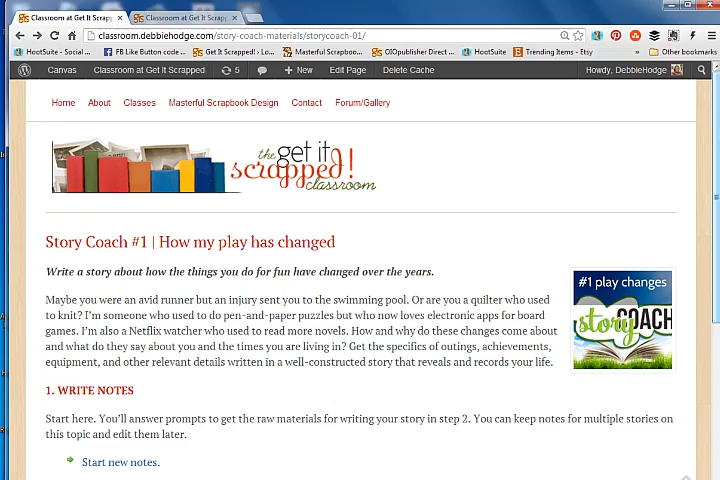 Classroom at Get It Scrap
Classroom at Get It Scrap
classroom.debbiehodge.com/story-coach-materials/storycoach-01/
HootSuite - Social ...
FB Like Button code ...
Get It Scrapped! › Lo...
Masterful Scrapbook...
OIOpublisher Direct ..
HootSuite
Trending Items - Etsy
»
Other bookmarks
Canvas
Classroom at Get It Scrapped
5
+ New
Edit Page
Delete Cache
Howdy, DebbieHodge
Home
About
Classes
Masterful Scrapbook Design
Contact
Forum/Gallery
the get it
scrapped!
classroom
Story Coach #1 | How my play has changed
Write a story about how the things you do for fun have changed over the years.
#1 play changes
story COACH
Maybe you were an avid runner but an injury sent you to the swimming pool. Or are you a quilter who used
to knit? I'm someone who used to do pen-and-paper puzzles but who now loves electronic apps for board
games. I'm also a Netflix watcher who used to read more novels. How and why do these changes come about
and what do they say about you and the times you are living in? Get the specifics of outings, achievements,
equipment, and other relevant details written in a well-constructed story that reveals and records your life.
1. WRITE NOTES
Start here. You'll answer prompts to get the raw materials for writing your story in step 2. You can keep notes for multiple stories on
this topic and edit them later.
Start new notes.